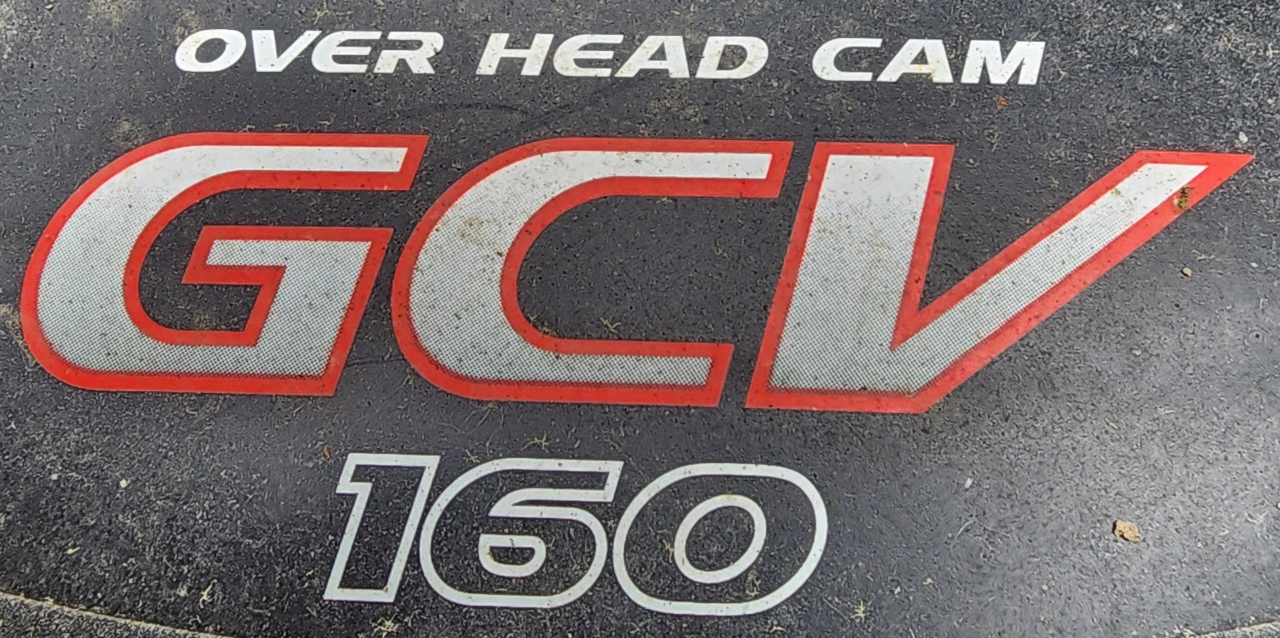 OVER HEAD CAM
GCV
160